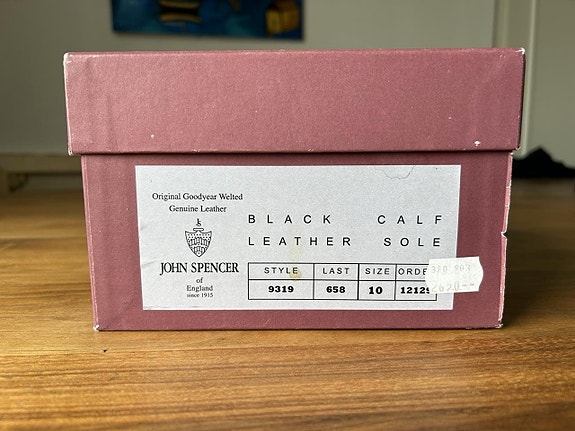 Original Goodyear Welted
Genuine Leather
JS
BLACK CALF
LEATHER SOLE
JOHN SPENCER
of
England
since 1915
STYLE LAST SIZE
9319 658 10